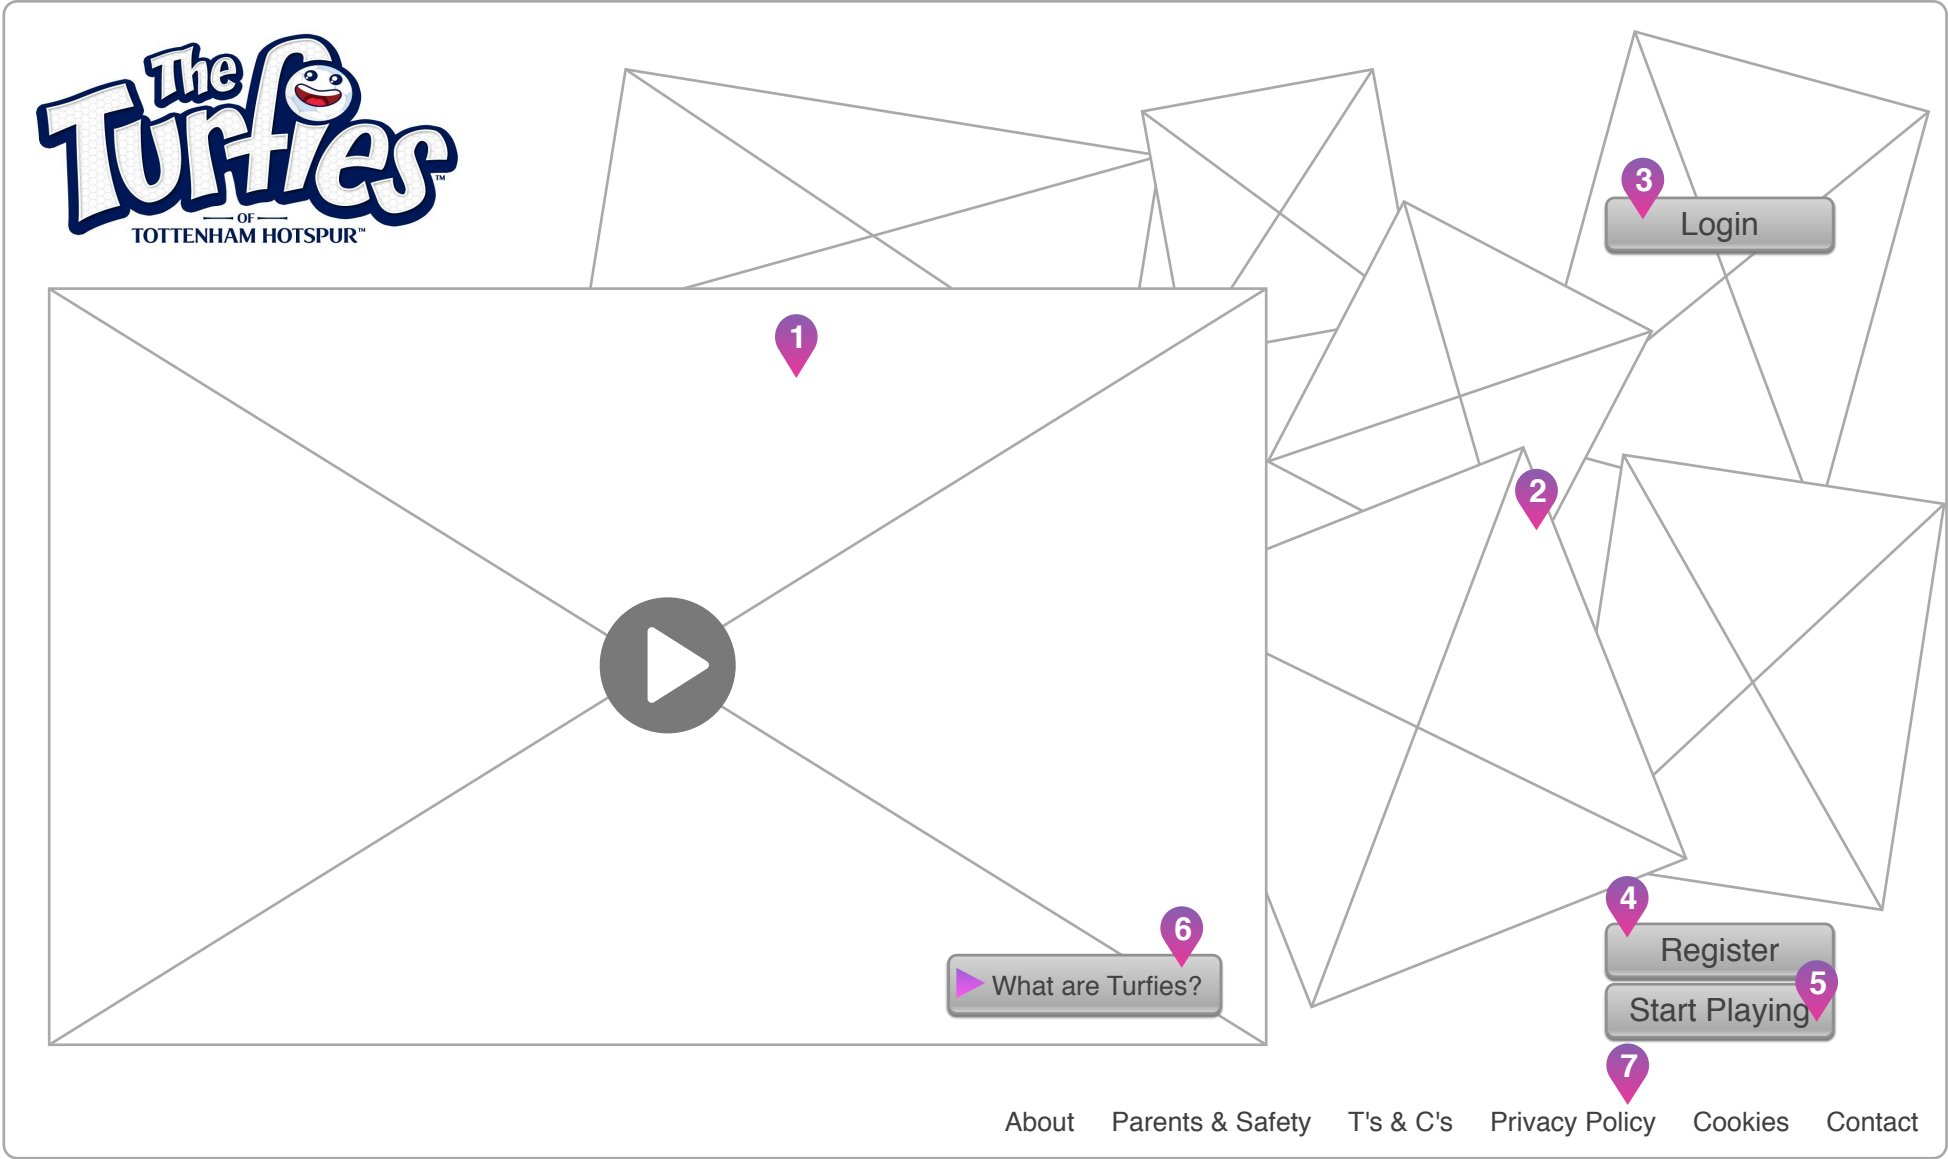 The
Turfies™
OF
TOTTENHAM HOTSPUR™
3
Login
1
2
4
Register
6
What are Turfies?
5
Start Playing
7
About Parents & Safety T's & C's Privacy Policy Cookies Contact